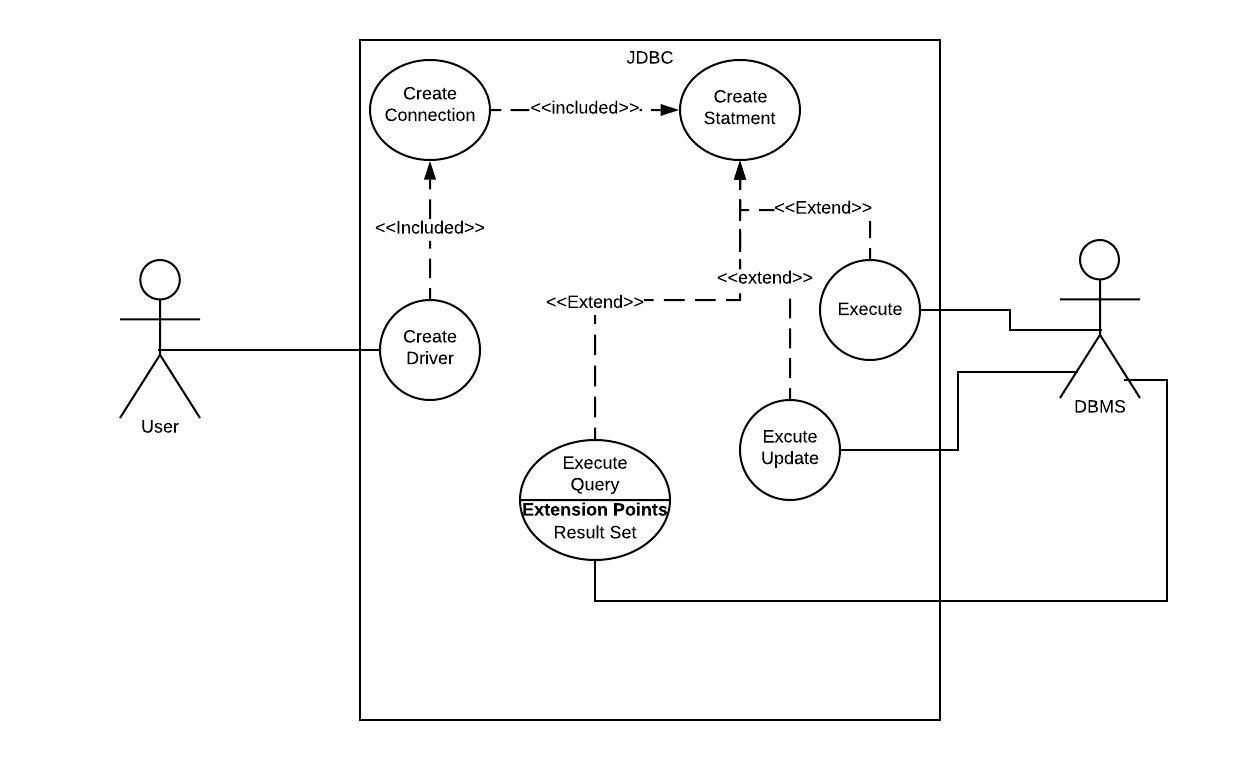 JDBC
Create
Connection
<<included>>
Create
Statment
<<Included>>
<<Extend>>
<<extend>>
<<Extend>>
Execute
Create
Driver
User
DBMS
Excute
Update
Execute
Query
Extension Points
Result Set